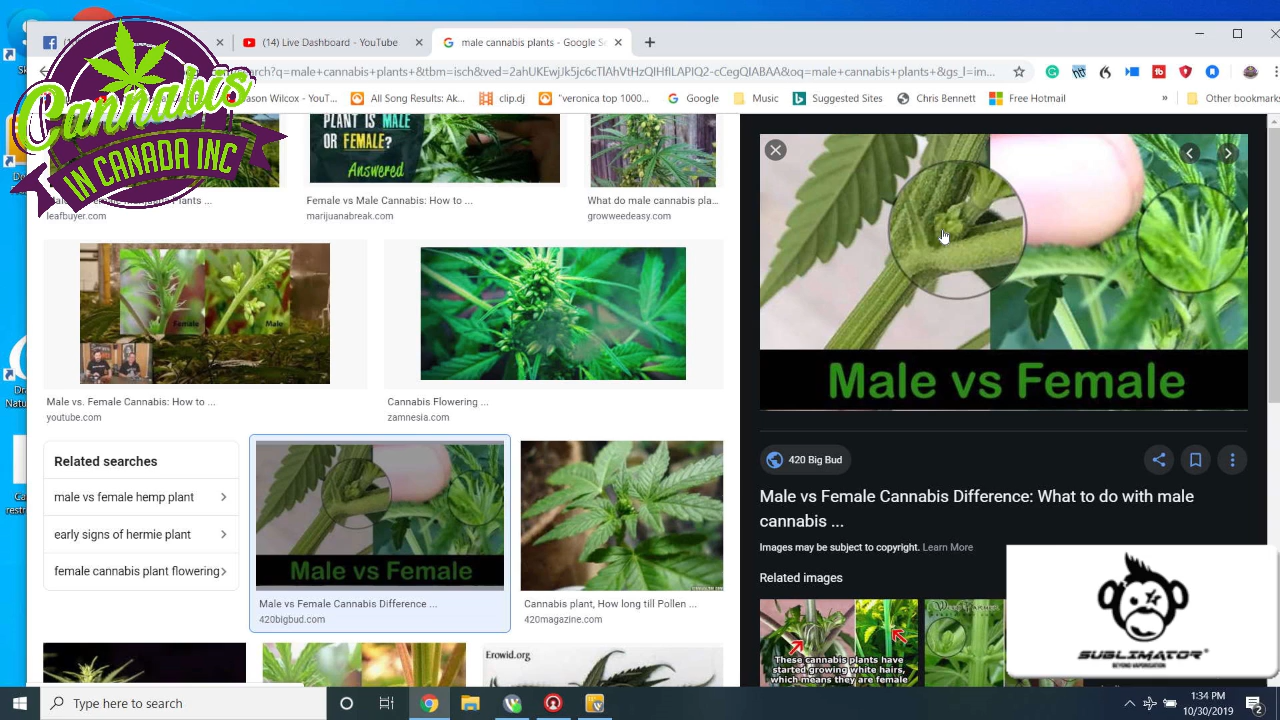 Cannabis
IN CANADA INC
(14) Live Dashboard - YouTube
male cannabis plants - Google Se
search?q=male+cannabis+plants+&tbm=isch&ved=2ahUKEwjJk5jc6cTlAhVtHzQIHfILAPIQ2-cCegQIABAA&oq=male+cannabis+plants+&gs_l=im...
ason Wilcox - YouT...
All Song Results: Ak...
clip.dj
"veronica top 1000...
Google
Music
Suggested Sites
Chris Bennett
Free Hotmail
»
Other bookmarks
PLANT IS MALE
OR FEMALE?
Answered
Plants ...
leafbuyer.com
Female vs Male Cannabis: How to ...
marijuanabreak.com
What do male cannabis pla...
growweedeasy.com
Female
Male
Male vs. Female Cannabis: How to ...
youtube.com
Cannabis Flowering ...
zamnesia.com
Related searches
male vs female hemp plant
early signs of hermie plant
female cannabis plant flowering
Male vs Female
Male vs Female Cannabis Difference ...
420bigbud.com
Cannabis plant, How long till Pollen ...
420magazine.com
Erowid.org
Male vs Female
420 Big Bud
Male vs Female Cannabis Difference: What to do with male
cannabis ...
Images may be subject to copyright. Learn More
Related images
These cannabis plants have
started growing white hairs,
which means they are female
SUBLIMATOR
BEYOND VAPORISATION
Type here to search
1:34 PM
10/30/2019
2